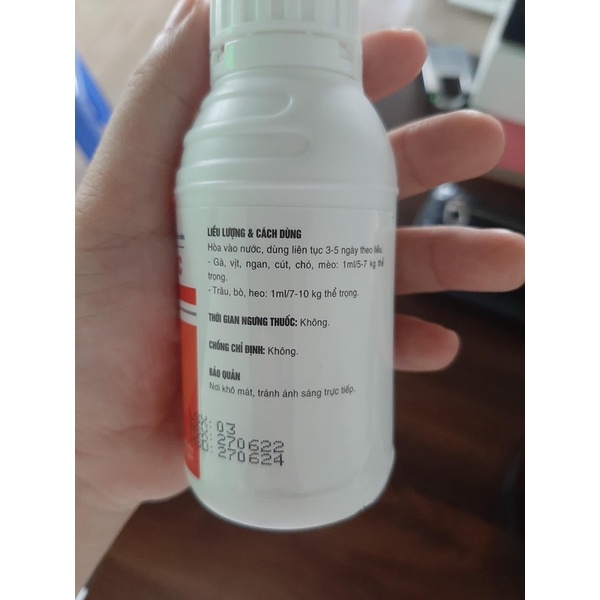 LIỀU LƯỢNG & CÁCH DÙNG
Hòa vào nước, dùng liên tục 3-5 ngày theo liều:
- Gà, vịt, ngan, cút, chó, mèo: 1ml/5-7 kg thể
trọng.
- Trâu, bò, heo: 1ml/7-10 kg thể trọng.
THỜI GIAN NGƯNG THUỐC: Không.
CHỐNG CHỈ ĐỊNH: Không.
BẢO QUẢN
Nơi khô mát, tránh ánh sáng trực tiếp.
03
270622
270624